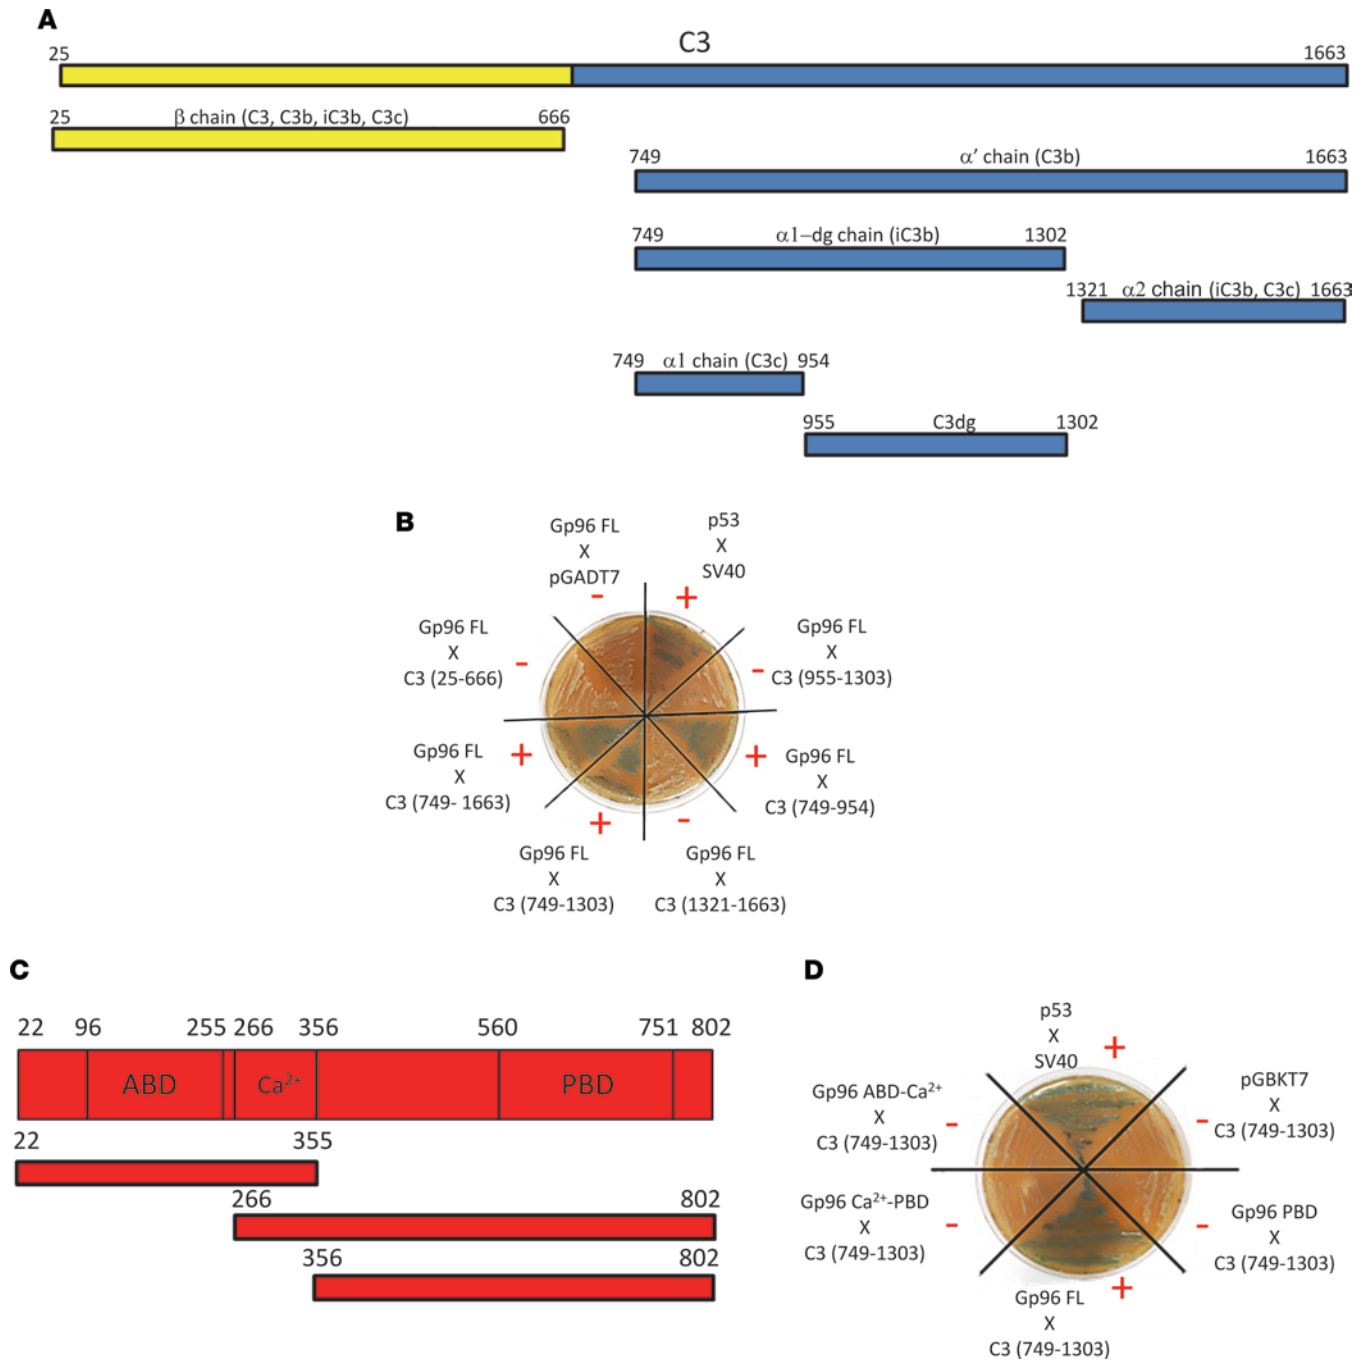 A
C3
25 1663
25 β chain (C3, C3b, iC3b, C3c) 666
749 α' chain (C3b) 1663
749 α1–dg chain (iC3b) 1302
1321 α2 chain (iC3b, C3c) 1663
749 α1 chain (C3c) 954
955 C3dg 1302
B
Gp96 FL
X
pGADT7
-
p53
X
SV40
+
Gp96 FL
X
C3 (25-666)
-
Gp96 FL
X
C3 (955-1303)
-
Gp96 FL
X
C3 (749- 1663)
+
Gp96 FL
X
C3 (749-954)
+
Gp96 FL
X
C3 (749-1303)
+
Gp96 FL
X
C3 (1321-1663)
-
C
22 96 255 266 356 560 751 802
ABD Ca²⁺ PBD
22 355
266 802
356 802
D
p53
X
SV40
+
Gp96 ABD-Ca²⁺
X
C3 (749-1303)
-
pGBKT7
X
C3 (749-1303)
-
Gp96 Ca²⁺-PBD
X
C3 (749-1303)
-
Gp96 PBD
X
C3 (749-1303)
-
Gp96 FL
X
C3 (749-1303)
+